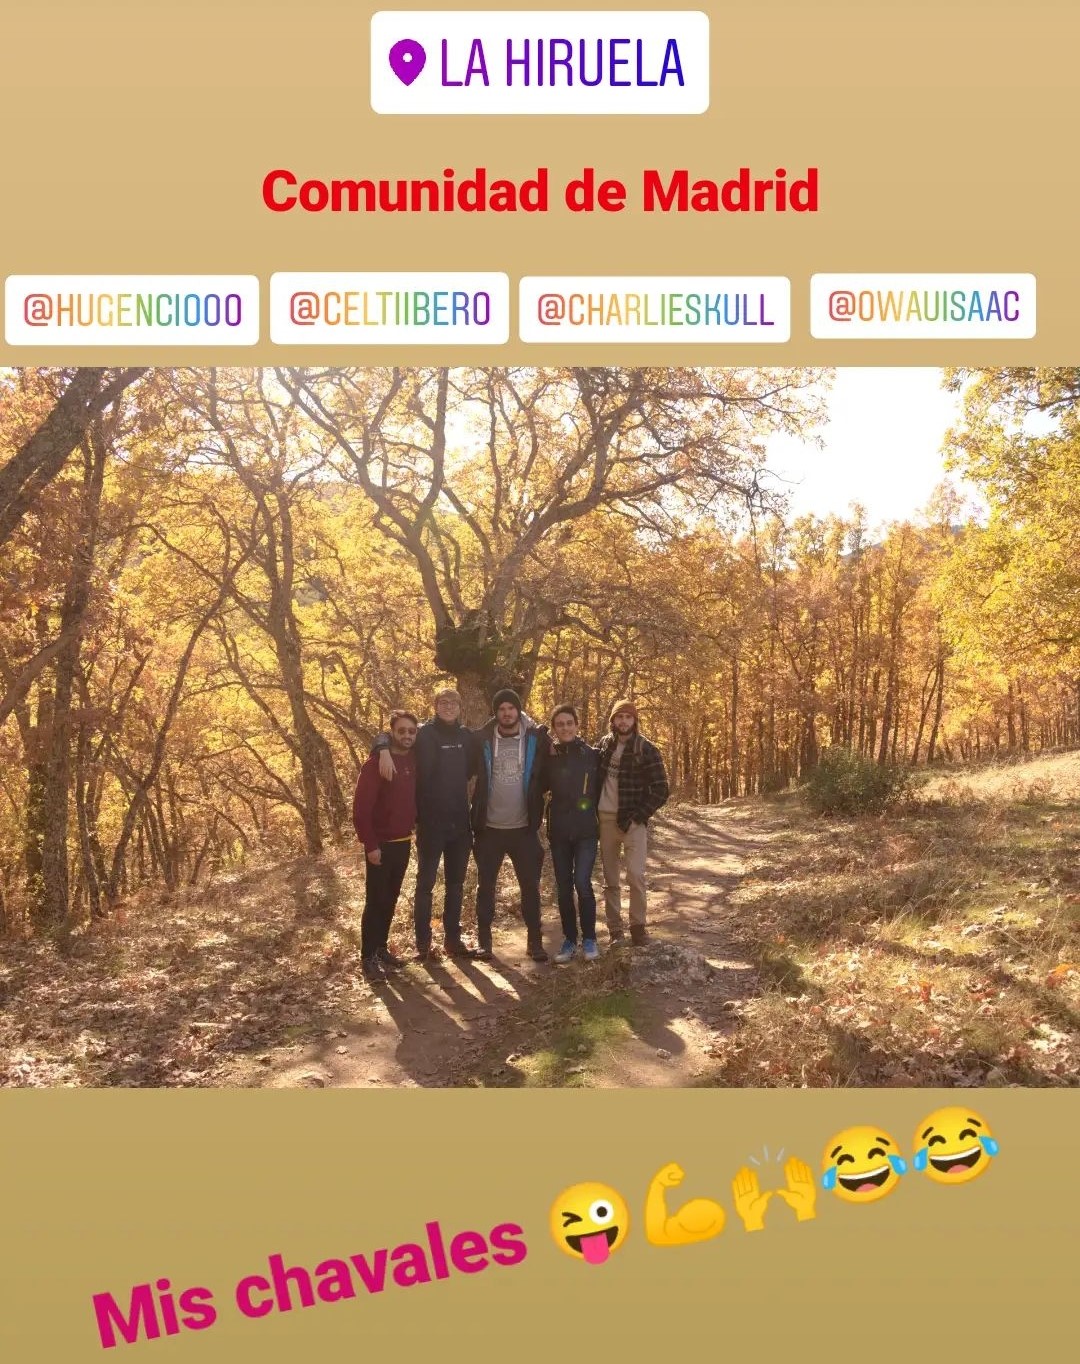 LA HIRUELA
Comunidad de Madrid
@HUGENCIOOO @CELTIIBERO @CHARLIESKULL @OWAUISAAC
Mis chavales 😜💪🙌😂😂